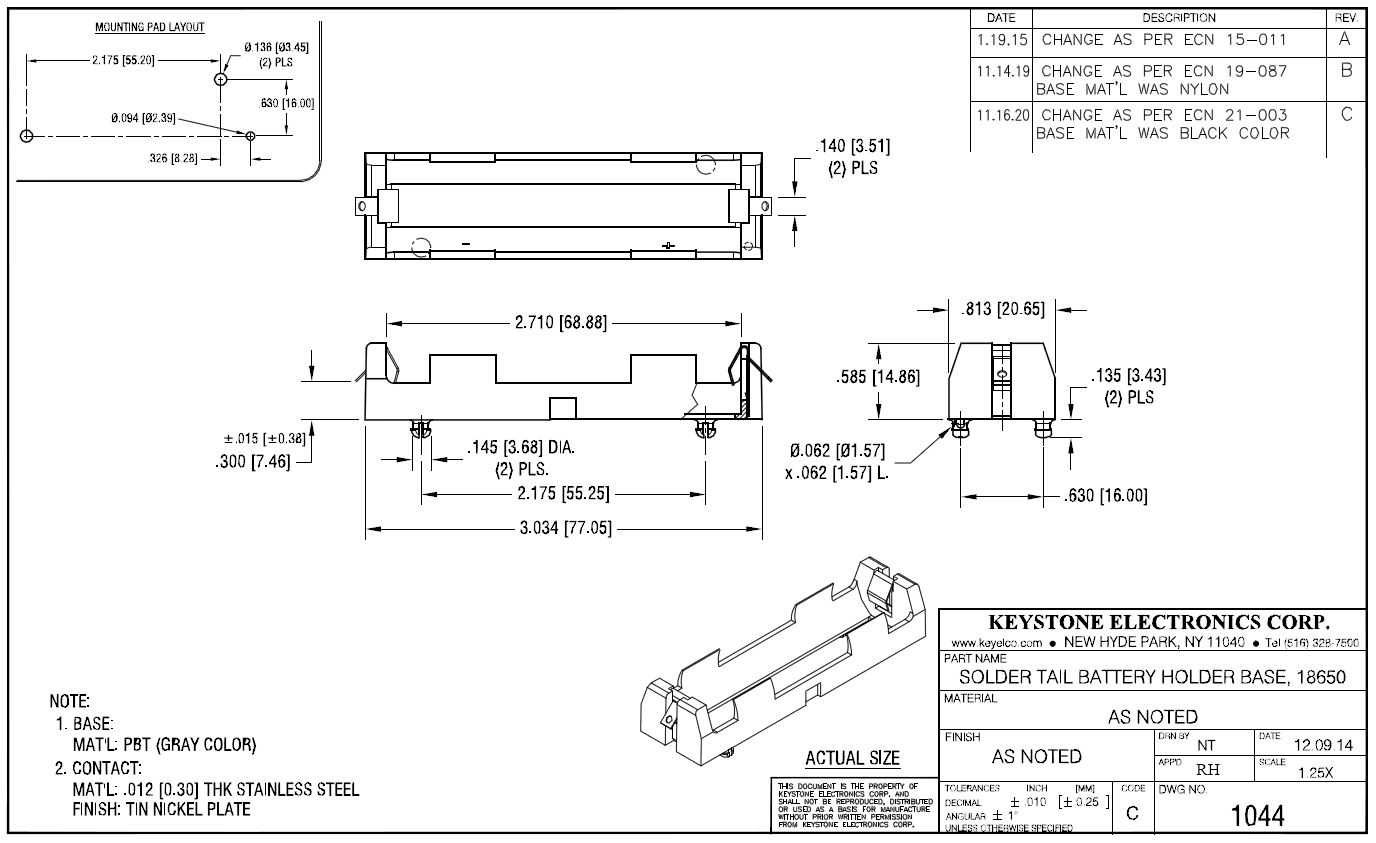 MOUNTING PAD LAYOUT
Ø.136 [Ø3.45]
(2) PLS
2.175 [55.20]
.630 [16.00]
Ø.094 [Ø2.39]
.326 [8.28]
DATE DESCRIPTION REV.
1.19.15 CHANGE AS PER ECN 15-011 A
11.14.19 CHANGE AS PER ECN 19-087 B
BASE MAT'L WAS NYLON
11.16.20 CHANGE AS PER ECN 21-003 C
BASE MAT'L WAS BLACK COLOR
.140 [3.51]
(2) PLS
- +
2.710 [68.88]
±.015 [±0.38]
.300 [7.46]
.145 [3.68] DIA.
(2) PLS.
2.175 [55.25]
3.034 [77.05]
.813 [20.65]
.585 [14.86]
.135 [3.43]
(2) PLS
Ø.062 [Ø1.57]
x .062 [1.57] L.
.630 [16.00]
NOTE:
1. BASE:
MAT'L: PBT (GRAY COLOR)
2. CONTACT:
MAT'L: .012 [0.30] THK STAINLESS STEEL
FINISH: TIN NICKEL PLATE
ACTUAL SIZE
THIS DOCUMENT IS THE PROPERTY OF
KEYSTONE ELECTRONICS CORP. AND
SHALL NOT BE REPRODUCED, DISTRIBUTED
OR USED AS A BASIS FOR MANUFACTURE
WITHOUT PRIOR WRITTEN PERMISSION
FROM KEYSTONE ELECTRONICS CORP.
KEYSTONE ELECTRONICS CORP.
www.keyelco.com ● NEW HYDE PARK, NY 11040 ● Tel (516) 328-7500
PART NAME
SOLDER TAIL BATTERY HOLDER BASE, 18650
MATERIAL
AS NOTED
FINISH
AS NOTED
DRN BY NT
DATE 12.09.14
APP'D RH
SCALE 1.25X
TOLERANCES INCH [MM]
DECIMAL ± .010 [± 0.25 ]
ANGULAR ± 1°
UNLESS OTHERWISE SPECIFIED
CODE
C
DWG NO.
1044